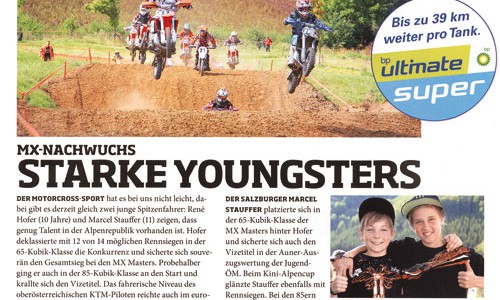 Bis zu 39 km
weiter pro Tank.
bp
ultimate
bp
super
MX-NACHWUCHS
STARKE YOUNGSTERS
DER MOTORCROSS-SPORT hat es bei uns nicht leicht, da-
bei gibt es derzeit gleich zwei junge Spitzenfahrer: René
Hofer (10 Jahre) und Marcel Stauffer (11) zeigen, dass
genug Talent in der Alpenrepublik vorhanden ist. Hofer
deklassierte mit 12 von 14 möglichen Rennsiegen in der
65-Kubik-Klasse die Konkurrenz und sicherte sich souve-
rän den Gesamtsieg bei den MX Masters. Probehalber
ging er auch in der 85-Kubik-Klasse an den Start und
krallte sich den Vizetitel. Das fahrerische Niveau des
oberösterreichischen KTM-Piloten reichte auch im euro-
DER SALZBURGER MARCEL
STAUFFER platzierte sich in
der 65-Kubik-Klasse der
MX Masters hinter Hofer
und sicherte sich auch den
Vizetitel in der Auner-Aus-
zugswertung der Jugend-
ÖM. Beim Kini-Alpencup
glänzte Stauffer ebenfalls mit
Rennsiegen. Bei den 85ern